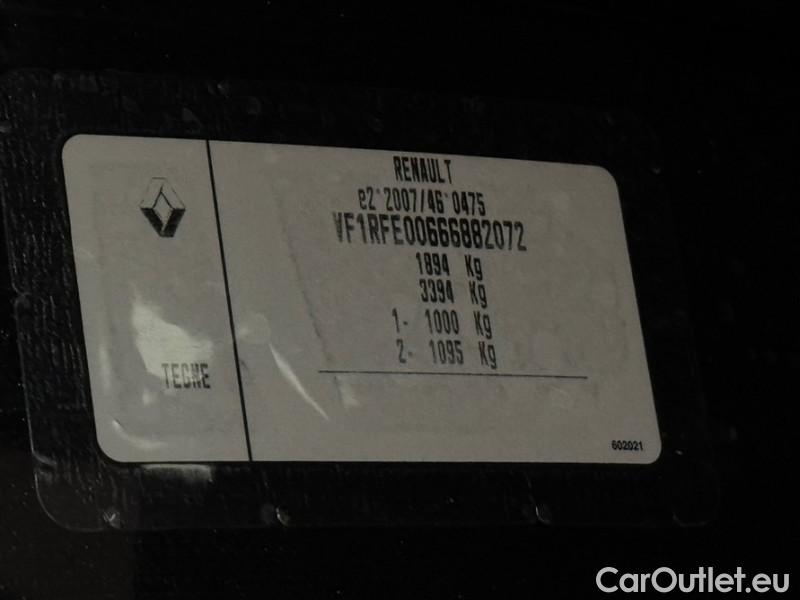 RENAULT
e2*2007/46*0475
VF1RFE00666882072
1894 Kg
3394 Kg
1- 1000 Kg
2- 1095 Kg
TECNE
602021
CarOutlet.eu